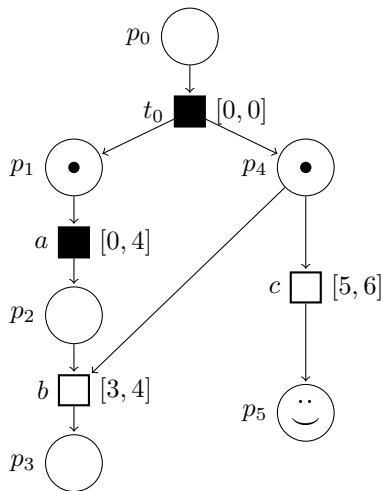 p0
t0 [0, 0]
p1 p4
a [0, 4]
p2 c [5, 6]
b [3, 4] p5
p3